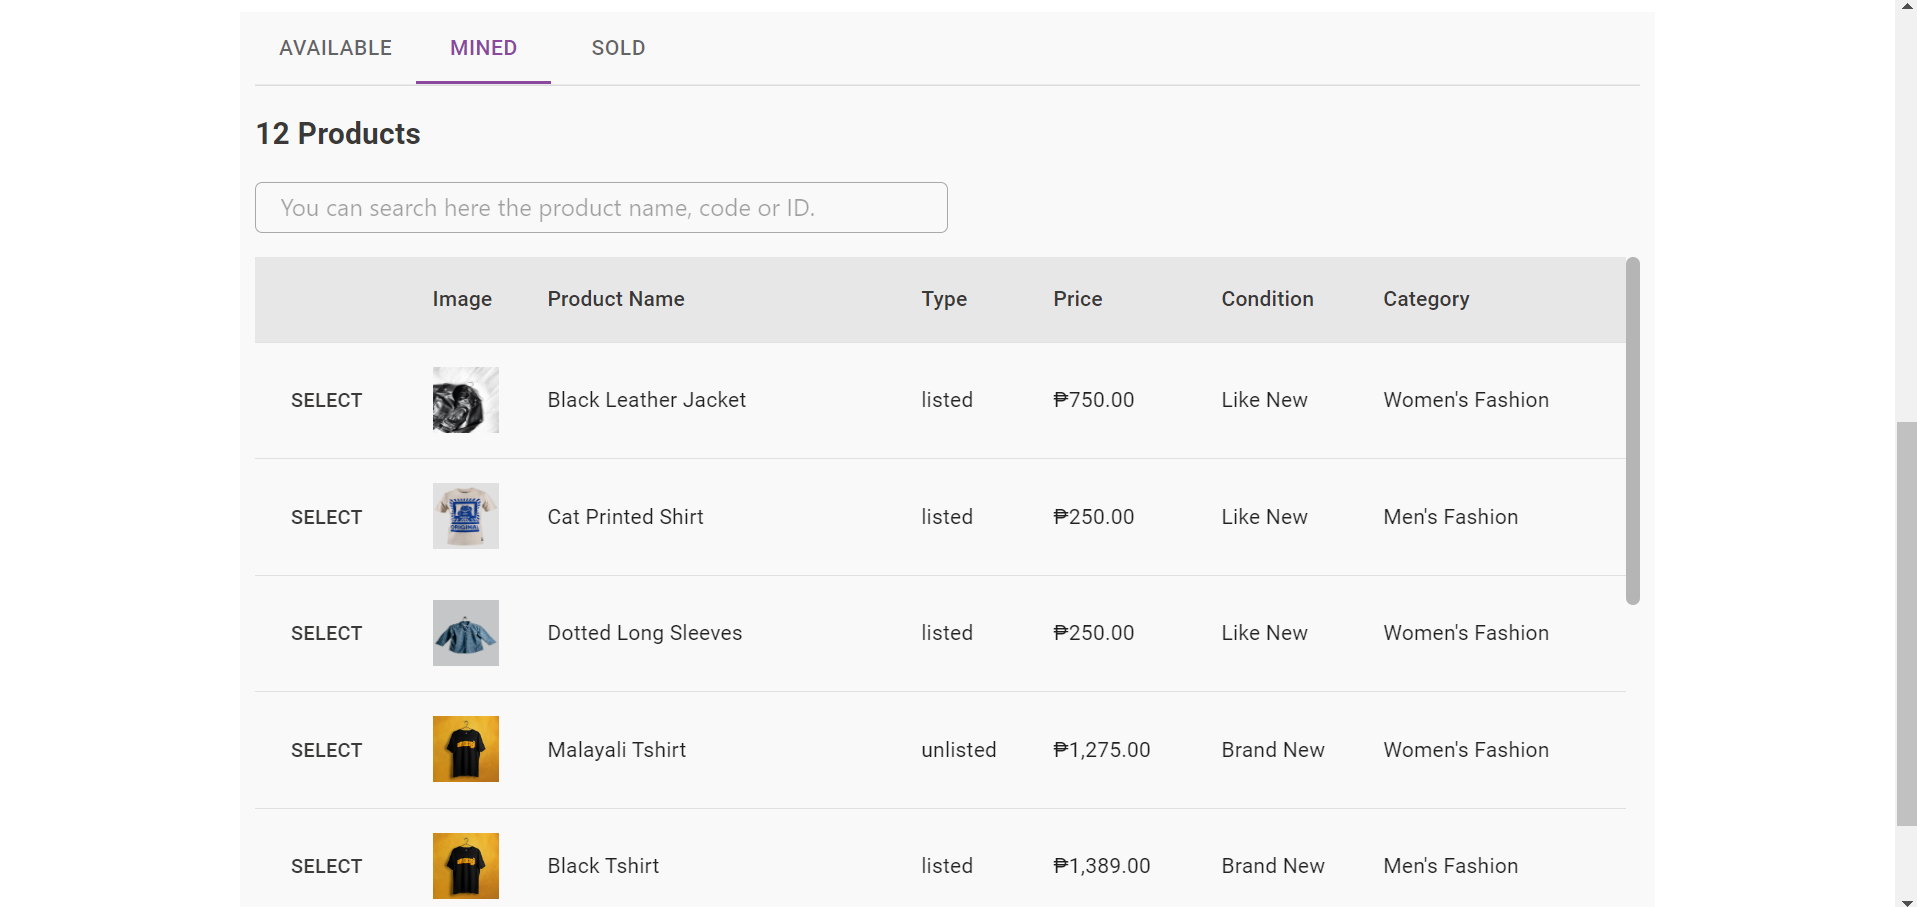 AVAILABLE MINED SOLD
12 Products
You can search here the product name, code or ID.
Image Product Name Type Price Condition Category
SELECT Black Leather Jacket listed ₱750.00 Like New Women's Fashion
SELECT Cat Printed Shirt listed ₱250.00 Like New Men's Fashion
ORIGINAL
SELECT Dotted Long Sleeves listed ₱250.00 Like New Women's Fashion
SELECT Malayali Tshirt unlisted ₱1,275.00 Brand New Women's Fashion
SELECT Black Tshirt listed ₱1,389.00 Brand New Men's Fashion